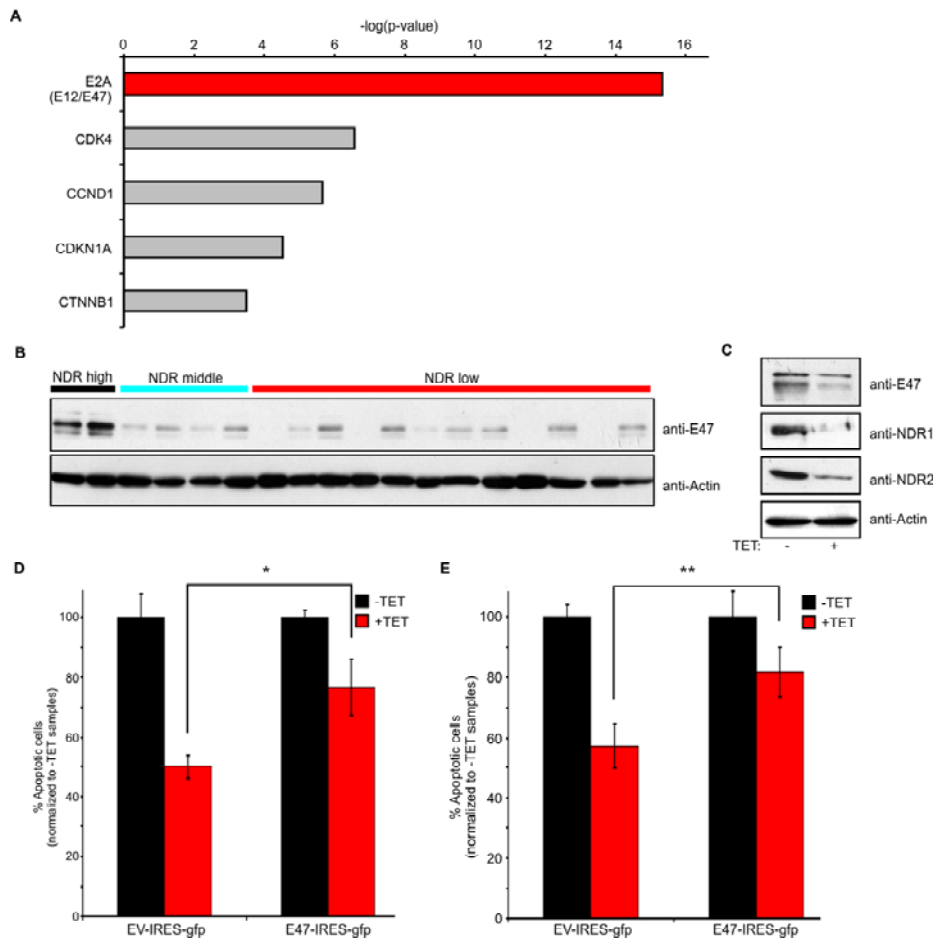 A
-log(p-value)
0 2 4 6 8 10 12 14 16
E2A
(E12/E47)
CDK4
CCND1
CDKN1A
CTNNB1
B
NDR high NDR middle NDR low
anti-E47
anti-Actin
C
anti-E47
anti-NDR1
anti-NDR2
anti-Actin
TET: - +
D
*
-TET
+TET
% Apoptotic cells
(normalized to -TET samples)
100
80
60
40
20
0
EV-IRES-gfp E47-IRES-gfp
E
**
-TET
+TET
% Apoptotic cells
(normalized to -TET samples)
100
80
60
40
20
0
EV-IRES-gfp E47-IRES-gfp